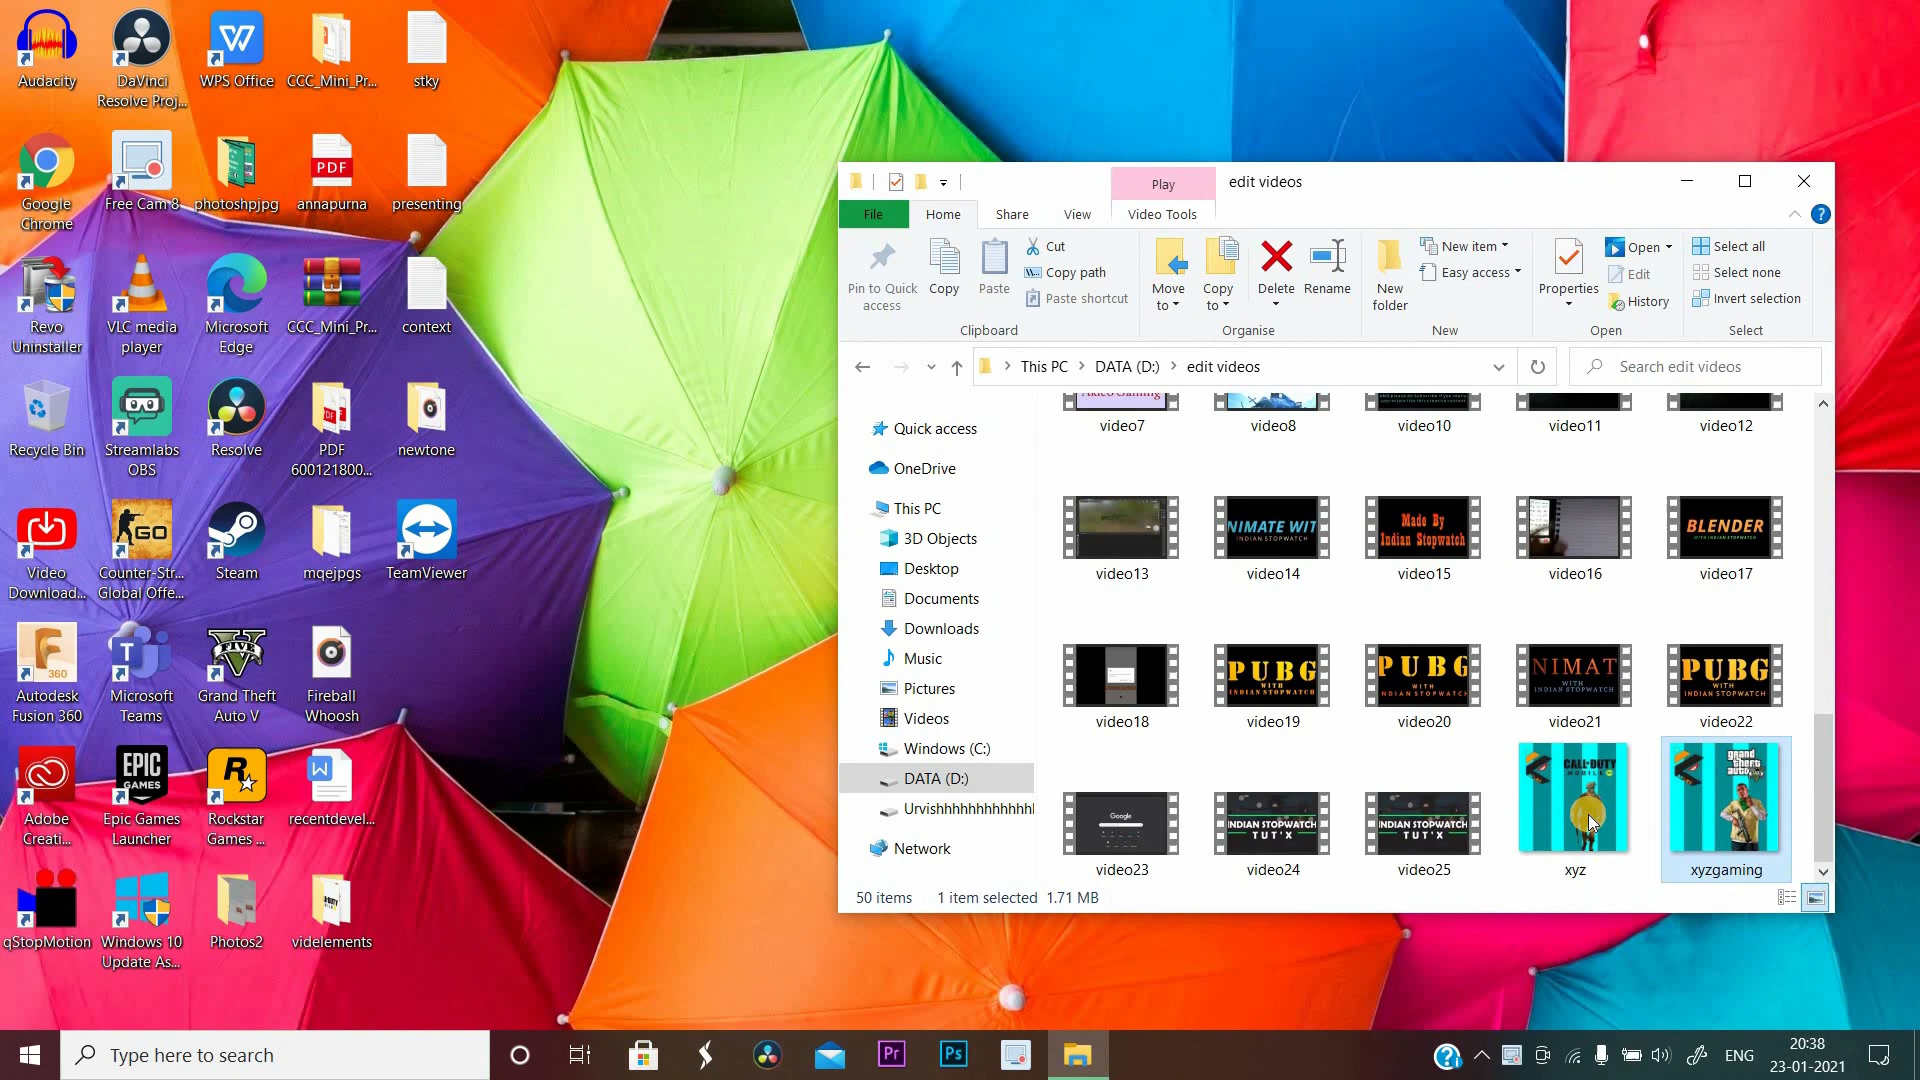 Audacity
DaVinci
Resolve Proj...
WPS Office
CCC_Mini_Pr...
stky
Google
Chrome
Free Cam 8
photoshpjpg
PDF
annapurna
presenting
Revo
Uninstaller
VLC media
player
Microsoft
Edge
CCC_Mini_Pr...
context
Recycle Bin
Streamlabs
OBS
Resolve
PDF
600121800...
newtone
Video
Download...
GO
Counter-Str...
Global Offe...
Steam
mqejpgs
TeamViewer
F
360
Autodesk
Fusion 360
Microsoft
Teams
FIVE
Grand Theft
Auto V
Fireball
Whoosh
Adobe
Creati...
EPIC
GAMES
Epic Games
Launcher
Rockstar
Games ...
recentdevel...
qStopMotion
Windows 10
Update As...
Photos2
videlements
Play
edit videos
File
Home
Share
View
Video Tools
Pin to Quick
access
Copy
Paste
Cut
Copy path
Paste shortcut
Clipboard
Move
to
Copy
to
Delete
Rename
Organise
New
folder
New item
Easy access
New
Properties
Open
Edit
History
Open
Select all
Select none
Invert selection
Select
This PC
DATA (D:)
edit videos
Search edit videos
Quick access
OneDrive
This PC
3D Objects
Desktop
Documents
Downloads
Music
Pictures
Videos
Windows (C:)
DATA (D:)
Urvishhhhhhhhhhhh
Network
video7
video8
video10
video11
video12
video13
NIMATE WIT
INDIAN STOPWATCH
video14
Made By
Indian Stopwatch
video15
video16
BLENDER
WITH INDIAN STOPWATCH
video17
video18
PUBG
WITH
INDIAN STOPWATCH
video19
PUBG
WITH
INDIAN STOPWATCH
video20
NIMAT
WITH
INDIAN STOPWATCH
video21
PUBG
WITH
INDIAN STOPWATCH
video22
Google
video23
INDIAN STOPWATCH
TUT'X
video24
INDIAN STOPWATCH
TUT'X
video25
CALL OF DUTY
MOBILE
xyz
grand
theft
auto
xyzgaming
50 items
1 item selected 1.71 MB
Type here to search
Pr
Ps
ENG
20:38
23-01-2021